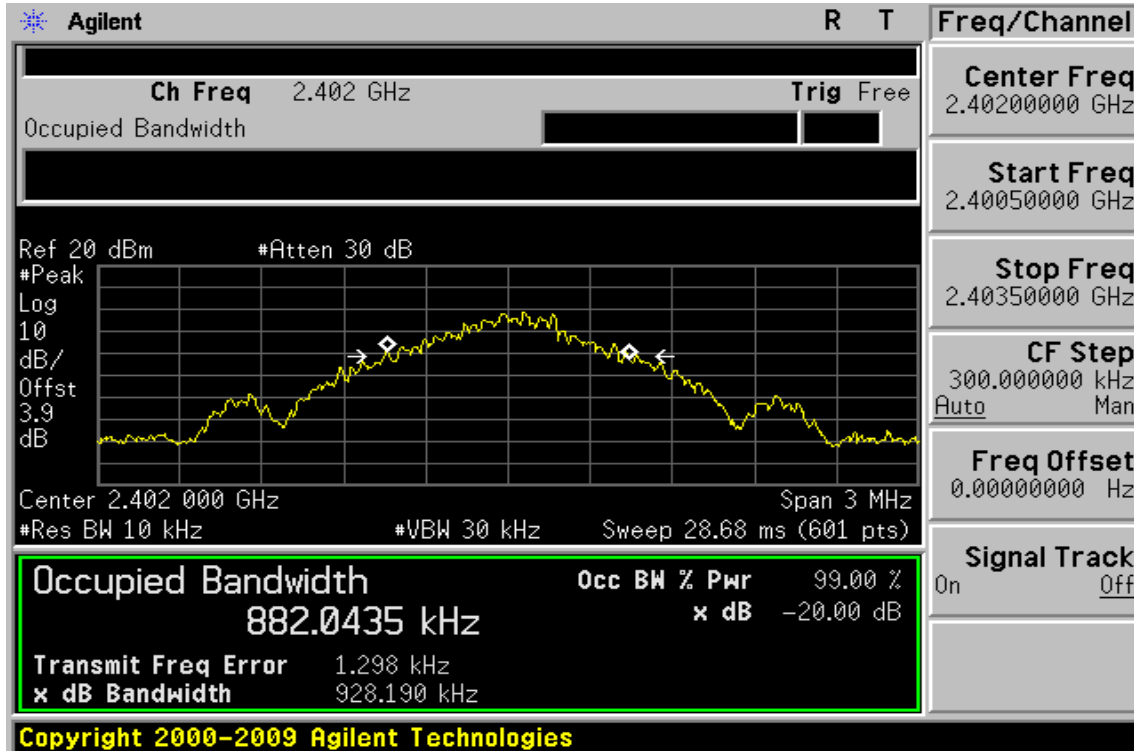 Agilent R T Freq/Channel
Ch Freq 2.402 GHz Trig Free
Occupied Bandwidth
Center Freq
2.40200000 GHz
Start Freq
2.40050000 GHz
Stop Freq
2.40350000 GHz
CF Step
300.000000 kHz
Auto Man
Freq Offset
0.00000000 Hz
Signal Track
On Off
Ref 20 dBm #Atten 30 dB
#Peak
Log
10
dB/
Offst
3.9
dB
Center 2.402 000 GHz Span 3 MHz
#Res BW 10 kHz #VBW 30 kHz Sweep 28.68 ms (601 pts)
Occupied Bandwidth Occ BW % Pwr 99.00 %
882.0435 kHz x dB -20.00 dB
Transmit Freq Error 1.298 kHz
x dB Bandwidth 928.190 kHz
Copyright 2000-2009 Agilent Technologies